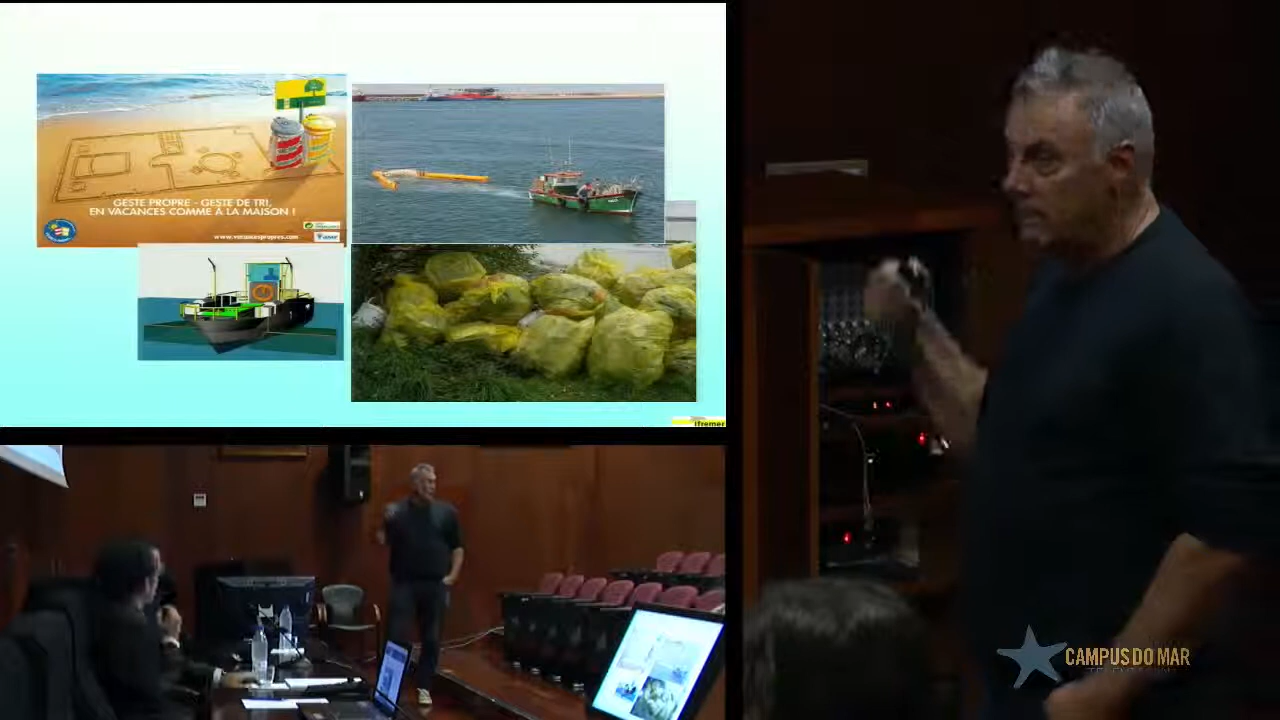 GESTE PROPRE - GESTE DE TRI,
EN VACANCES COMME À LA MAISON !
www.vacancespropres.com
ifremer
CAMPUS DO MAR